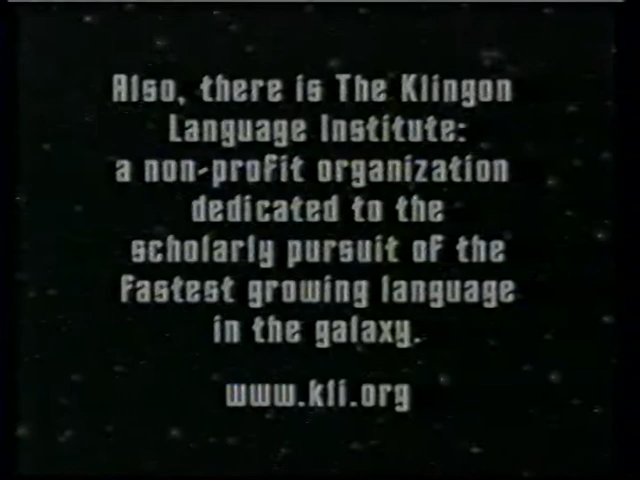 Also, there is The Klingon
Language Institute:
a non-profit organization
dedicated to the
scholarly pursuit of the
fastest growing language
in the galaxy.
www.kli.org